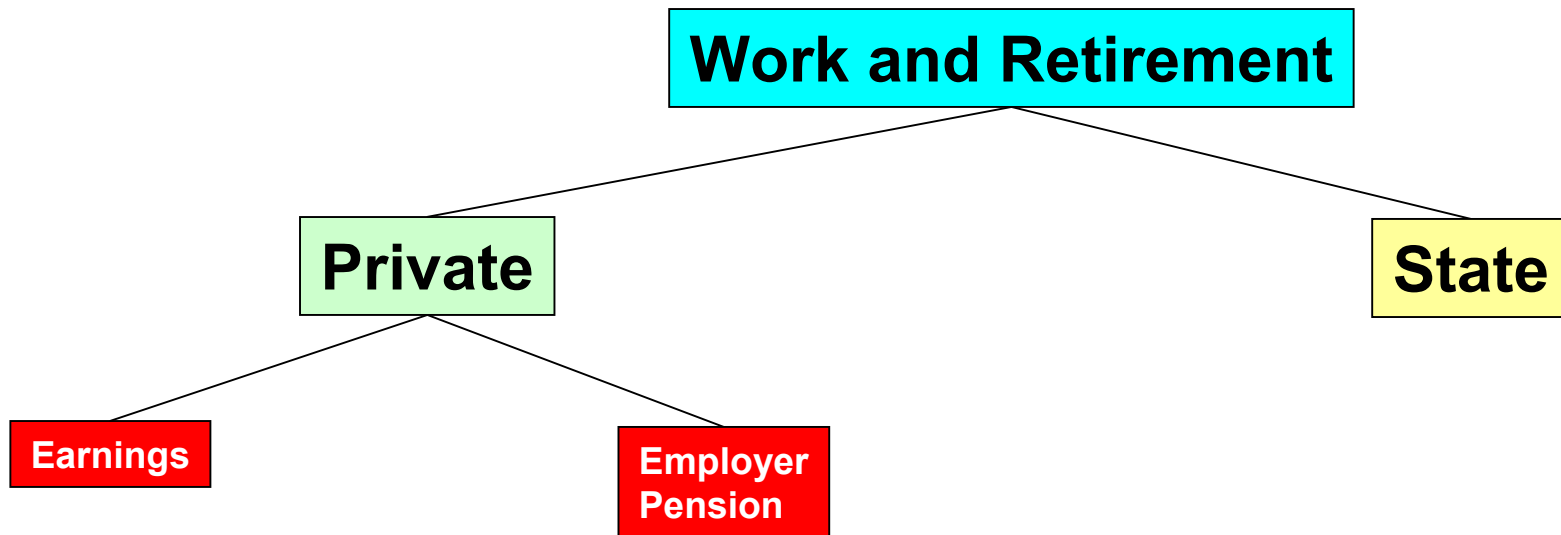 Work and Retirement
Private
State
Earnings
Employer
Pension